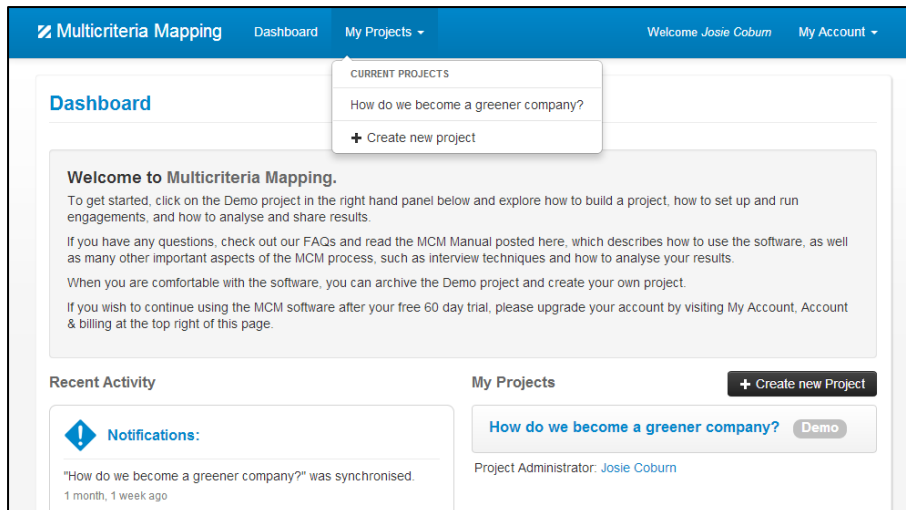 Multicriteria Mapping Dashboard My Projects Welcome Josie Coburn My Account
CURRENT PROJECTS
How do we become a greener company?
+ Create new project
Dashboard
Welcome to Multicriteria Mapping.
To get started, click on the Demo project in the right hand panel below and explore how to build a project, how to set up and run
engagements, and how to analyse and share results.
If you have any questions, check out our FAQs and read the MCM Manual posted here, which describes how to use the software, as well
as many other important aspects of the MCM process, such as interview techniques and how to analyse your results.
When you are comfortable with the software, you can archive the Demo project and create your own project.
If you wish to continue using the MCM software after your free 60 day trial, please upgrade your account by visiting My Account, Account
& billing at the top right of this page.
Recent Activity
Notifications:
"How do we become a greener company?" was synchronised.
1 month, 1 week ago
My Projects
+ Create new Project
How do we become a greener company? Demo
Project Administrator: Josie Coburn